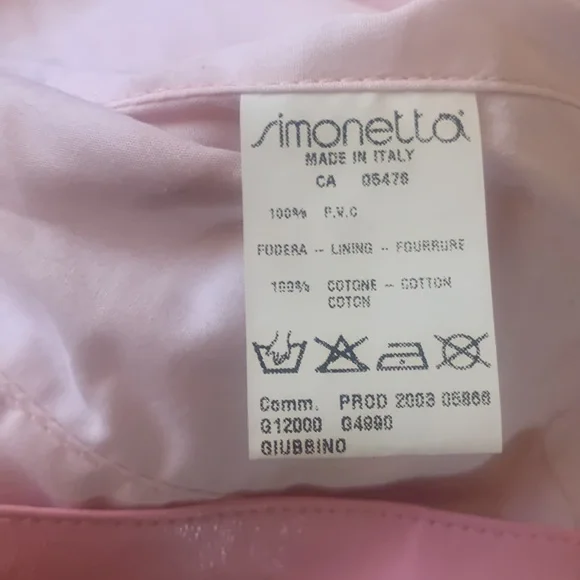 simonetta
MADE IN ITALY
CA 05476
100% P.V.C
FODERA - LINING - FOURRURE
100% COTONE - COTTON
COTON
Comm. PROD 2003 05866
G12000 G4990
GIUBBINO